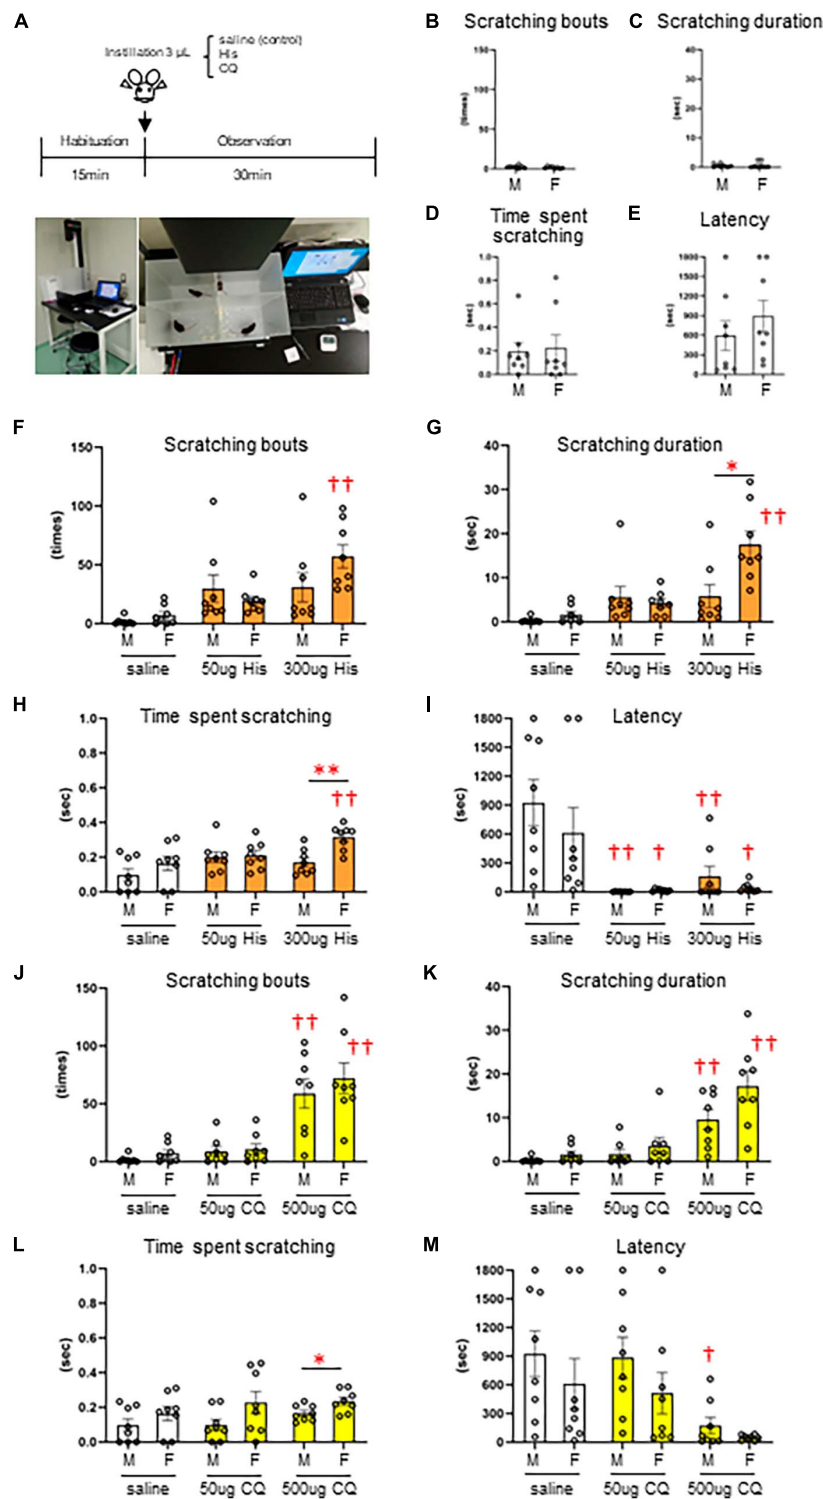 A
Instillation 3 µL
saline (control)
His
CQ
Habituation
Observation
15min
30min
B Scratching bouts
(times)
150
100
50
0
M F
C Scratching duration
(sec)
40
30
20
10
0
M F
D Time spent
scratching
(sec)
1.0
0.8
0.6
0.4
0.2
0.0
M F
E Latency
(sec)
1800
1500
1200
900
600
300
0
M F
F Scratching bouts
(times)
150
100
50
0
††
M F M F M F
saline 50ug His 300ug His
G Scratching duration
(sec)
40
30
20
10
0
*
††
M F M F M F
saline 50ug His 300ug His
H Time spent scratching
(sec)
1.0
0.8
0.6
0.4
0.2
0.0
**
††
M F M F M F
saline 50ug His 300ug His
I Latency
(sec)
1800
1500
1200
900
600
300
0
†† † †† †
M F M F M F
saline 50ug His 300ug His
J Scratching bouts
(times)
150
100
50
0
†† ††
M F M F M F
saline 50ug CQ 500ug CQ
K Scratching duration
(sec)
40
30
20
10
0
†† ††
M F M F M F
saline 50ug CQ 500ug CQ
L Time spent scratching
(sec)
1.0
0.8
0.6
0.4
0.2
0.0
*
M F M F M F
saline 50ug CQ 500ug CQ
M Latency
(sec)
1800
1500
1200
900
600
300
0
†
M F M F M F
saline 50ug CQ 500ug CQ